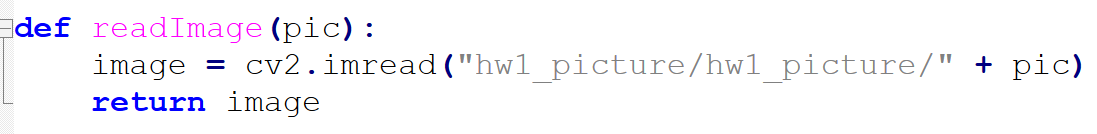 def readImage(pic):
    image = cv2.imread("hw1_picture/hw1_picture/" + pic)
    return image